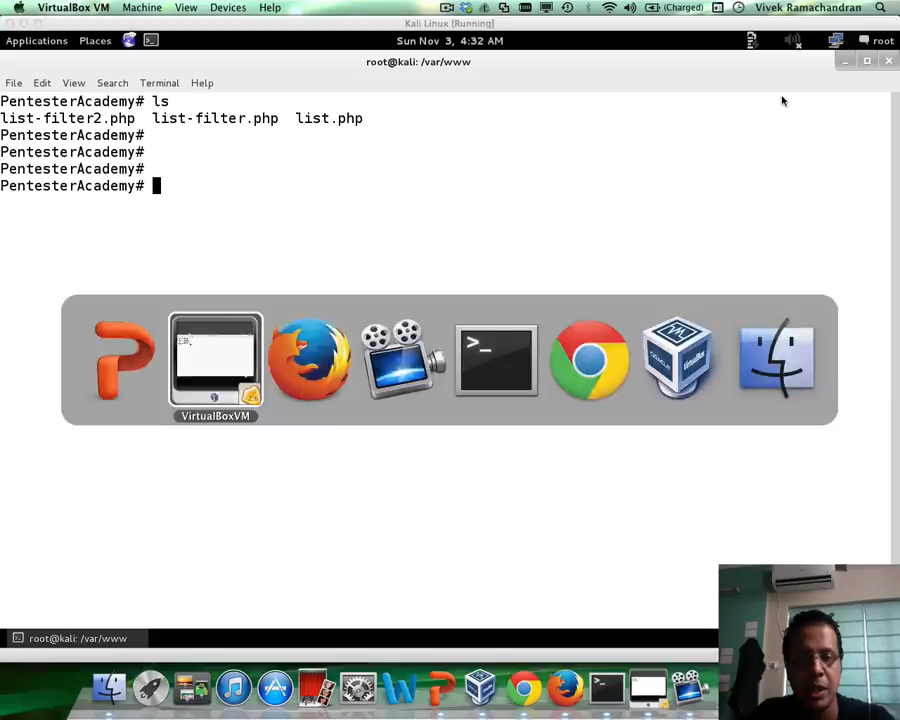 VirtualBox VM Machine View Devices Help (Charged) Vivek Ramachandran
Kali Linux [Running]
Applications Places Sun Nov 3, 4:32 AM root
root@kali: /var/www
File Edit View Search Terminal Help
PentesterAcademy# ls
list-filter2.php list-filter.php list.php
PentesterAcademy#
PentesterAcademy#
PentesterAcademy#
PentesterAcademy#
VirtualBoxVM
root@kali: /var/www